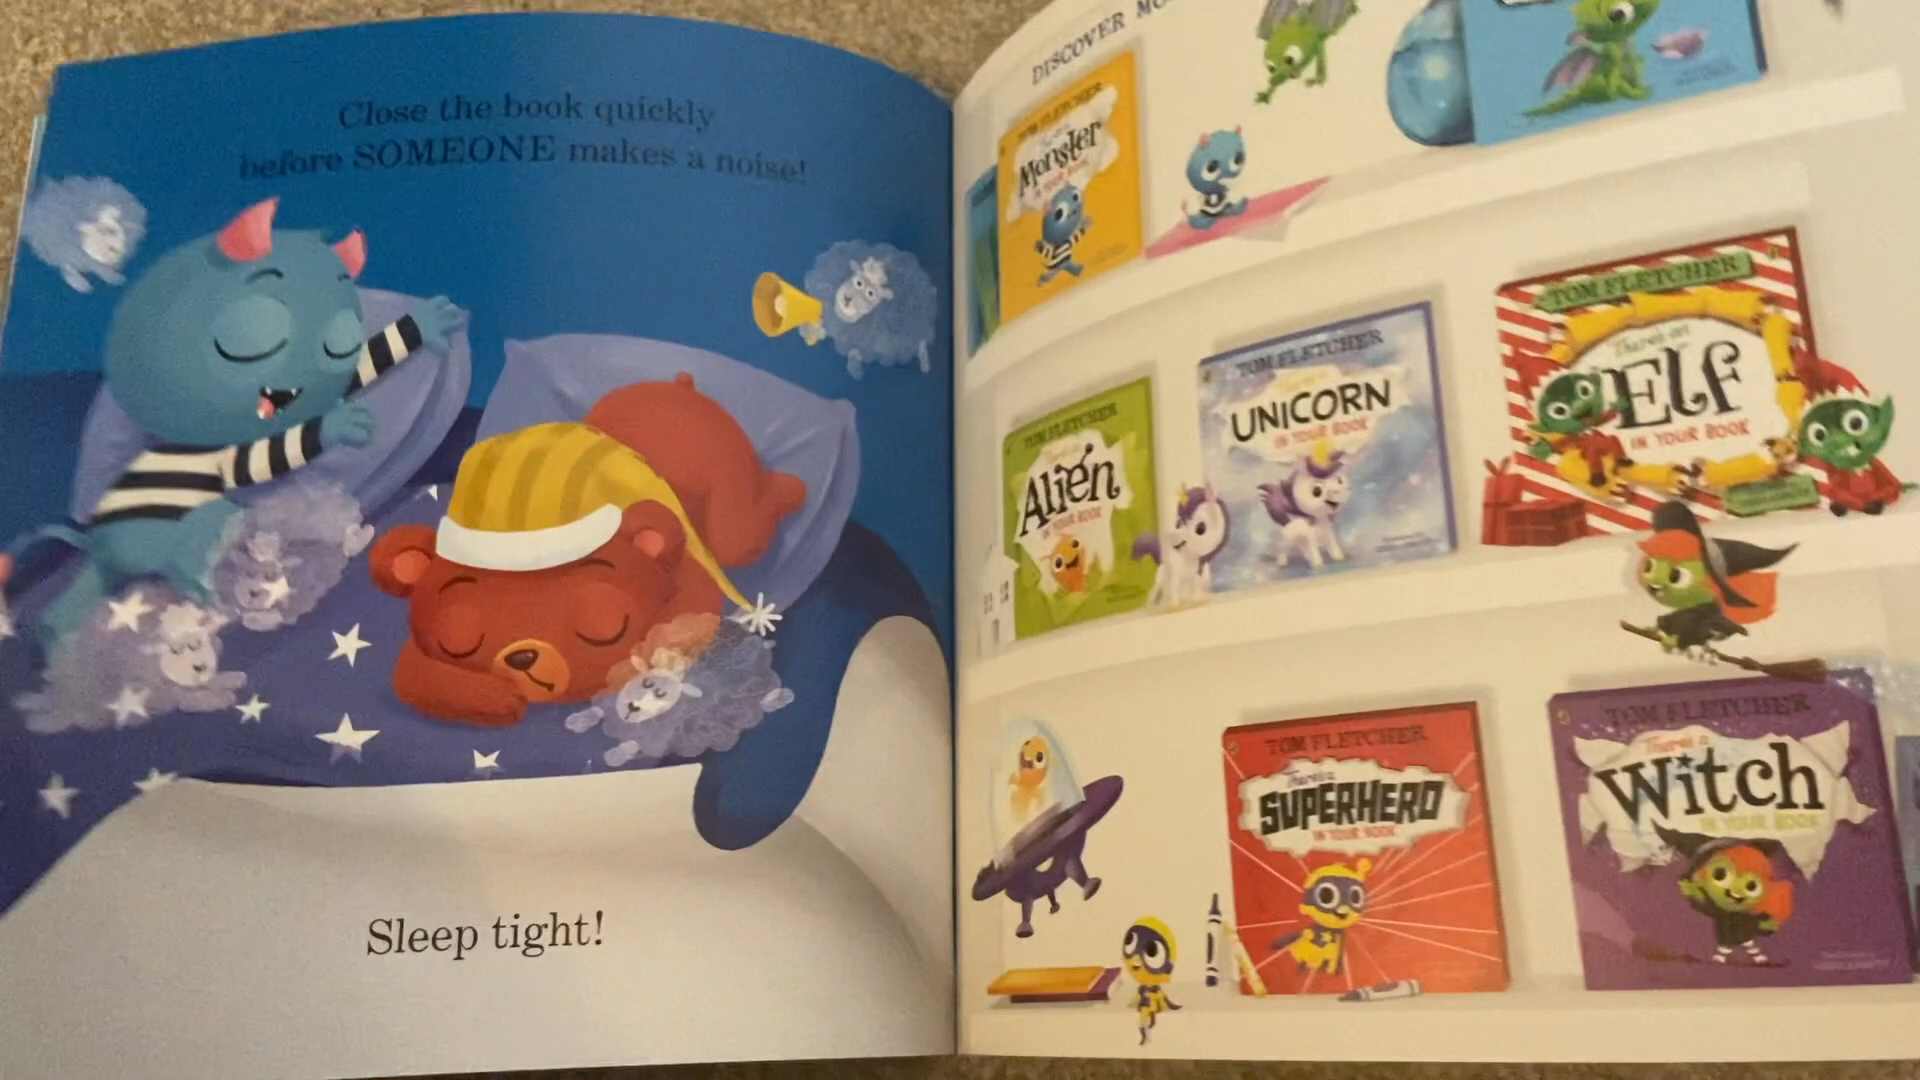 Close the book quickly
before SOMEONE makes a noise!
Sleep tight!
DISCOVER
TOM FLETCHER
Monster
IN YOUR BOOK
TOM FLETCHER
Alien
IN YOUR BOOK
TOM FLETCHER
UNICORN
IN YOUR BOOK
TOM FLETCHER
There's an
Elf
IN YOUR BOOK
TOM FLETCHER
There's a
SUPERHERO
IN YOUR BOOK
TOM FLETCHER
There's a
Witch
IN YOUR BOOK